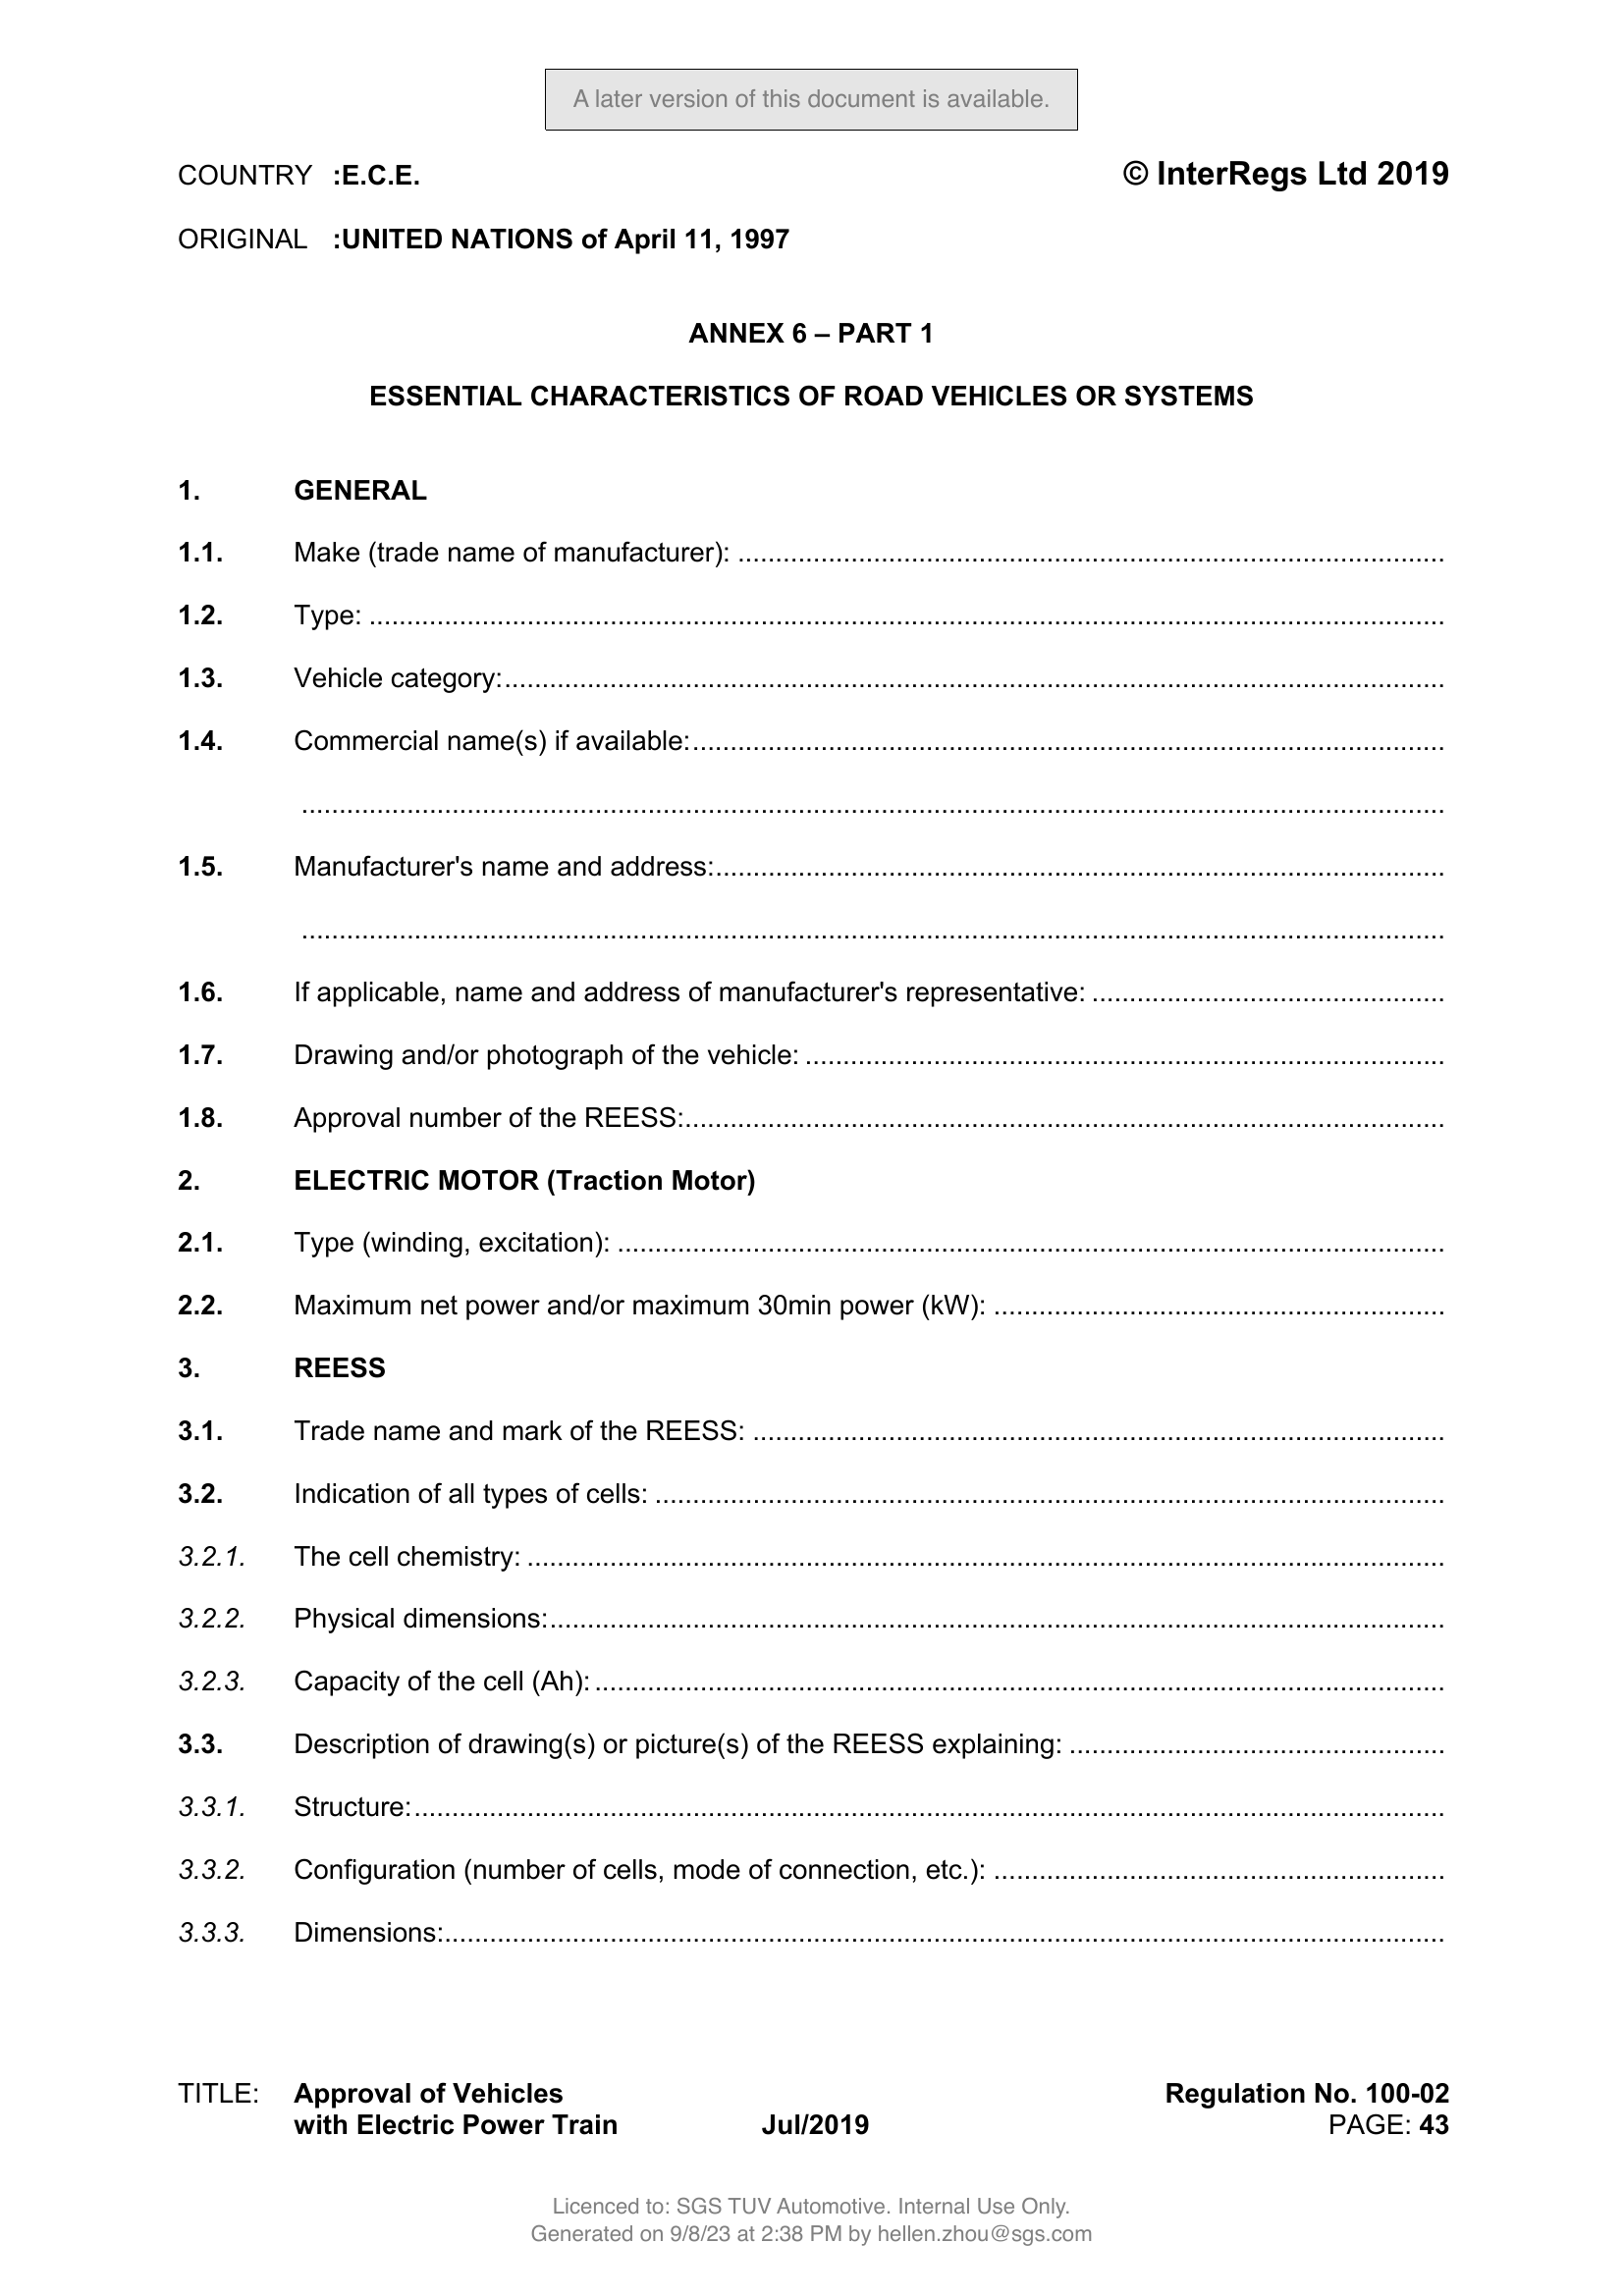 A later version of this document is available.
COUNTRY :E.C.E. © InterRegs Ltd 2019
ORIGINAL :UNITED NATIONS of April 11, 1997
ANNEX 6 – PART 1
ESSENTIAL CHARACTERISTICS OF ROAD VEHICLES OR SYSTEMS
1. GENERAL
1.1. Make (trade name of manufacturer): ....................
1.2. Type: ....................
1.3. Vehicle category:....................
1.4. Commercial name(s) if available:....................
....................
1.5. Manufacturer's name and address:....................
....................
1.6. If applicable, name and address of manufacturer's representative: ....................
1.7. Drawing and/or photograph of the vehicle: ....................
1.8. Approval number of the REESS:....................
2. ELECTRIC MOTOR (Traction Motor)
2.1. Type (winding, excitation): ....................
2.2. Maximum net power and/or maximum 30min power (kW): ....................
3. REESS
3.1. Trade name and mark of the REESS: ....................
3.2. Indication of all types of cells: ....................
3.2.1. The cell chemistry: ....................
3.2.2. Physical dimensions:....................
3.2.3. Capacity of the cell (Ah):....................
3.3. Description of drawing(s) or picture(s) of the REESS explaining: ....................
3.3.1. Structure:....................
3.3.2. Configuration (number of cells, mode of connection, etc.): ....................
3.3.3. Dimensions:....................
TITLE: Approval of Vehicles Regulation No. 100-02
with Electric Power Train Jul/2019 PAGE: 43
Licenced to: SGS TUV Automotive. Internal Use Only.
Generated on 9/8/23 at 2:38 PM by hellen.zhou@sgs.com